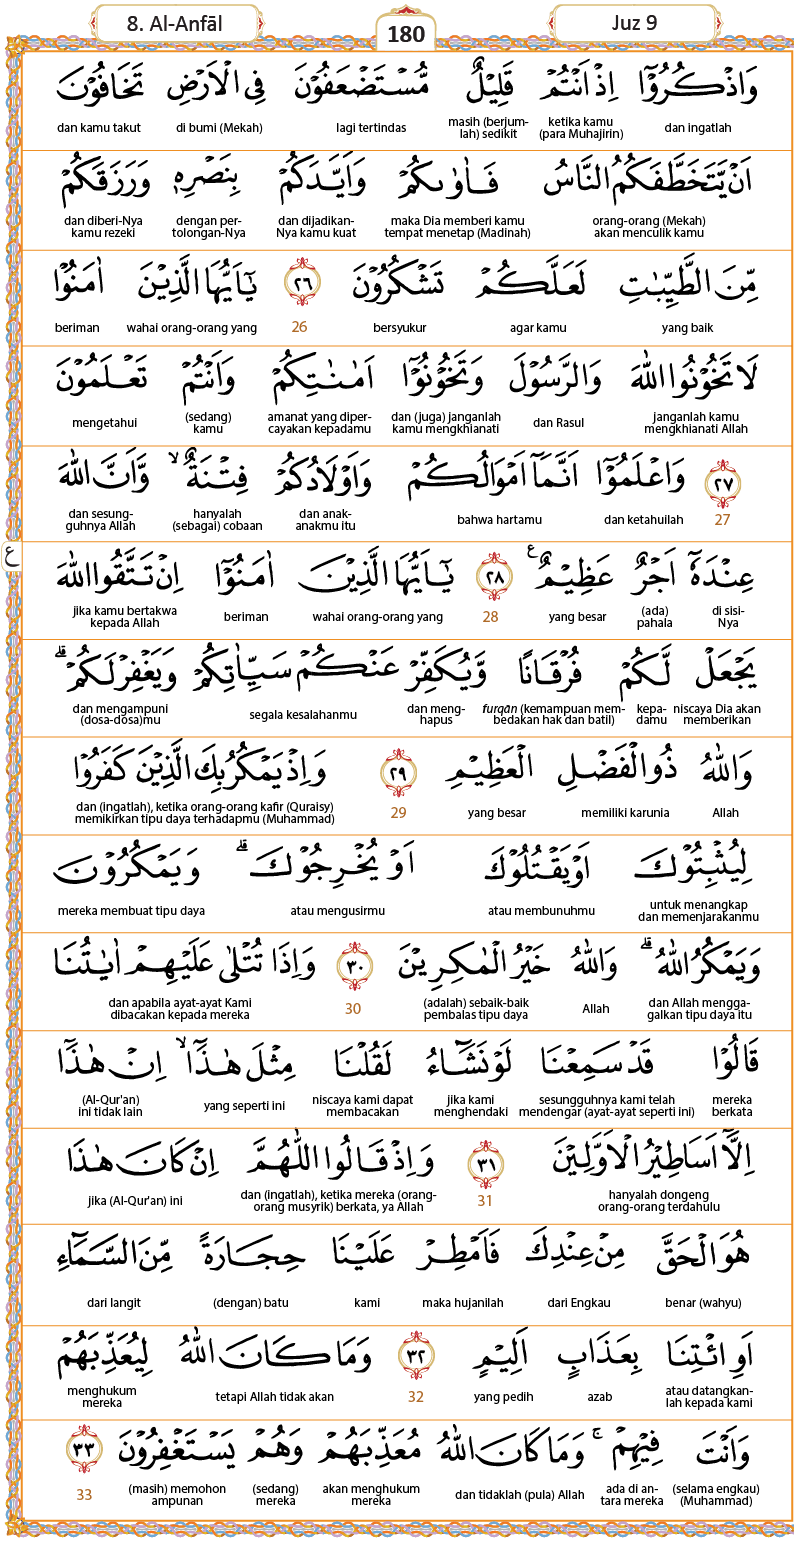 8. Al-Anfāl
180
Juz 9
وَاذْكُرُوْٓا اِذْ اَنْتُمْ قَلِيْلٌ مُّسْتَضْعَفُوْنَ فِى الْاَرْضِ تَخَافُوْنَ
dan ingatlah ketika kamu (para Muhajirin) masih (berjumlah) sedikit lagi tertindas di bumi (Mekah) dan kamu takut
اَنْ يَّتَخَطَّفَكُمُ النَّاسُ فَاٰوٰىكُمْ وَاَيَّدَكُمْ بِنَصْرِهٖ وَرَزَقَكُمْ
orang-orang (Mekah) akan menculik kamu maka Dia memberi kamu tempat menetap (Madinah) dan dijadikan-Nya kamu kuat dengan pertolongan-Nya dan diberi-Nya kamu rezeki
مِّنَ الطَّيِّبٰتِ لَعَلَّكُمْ تَشْكُرُوْنَ ٢٦ يٰٓاَيُّهَا الَّذِيْنَ اٰمَنُوْا
yang baik agar kamu bersyukur 26 wahai orang-orang yang beriman
لَا تَخُوْنُوا اللّٰهَ وَالرَّسُوْلَ وَتَخُوْنُوْٓا اَمٰنٰتِكُمْ وَاَنْتُمْ تَعْلَمُوْنَ
janganlah kamu mengkhianati Allah dan Rasul dan (juga) janganlah kamu mengkhianati amanat yang dipercayakan kepadamu (sedang) kamu mengetahui
٢٧ وَاعْلَمُوْٓا اَنَّمَآ اَمْوَالُكُمْ وَاَوْلَادُكُمْ فِتْنَةٌ ۙ وَّاَنَّ اللّٰهَ
27 dan ketahuilah bahwa hartamu dan anak-anakmu itu hanyalah (sebagai) cobaan dan sesungguhnya Allah
ع
عِنْدَهٗٓ اَجْرٌ عَظِيْمٌ ࣖ ٢٨ يٰٓاَيُّهَا الَّذِيْنَ اٰمَنُوْٓا اِنْ تَتَّقُوا اللّٰهَ
di sisi-Nya (ada) pahala yang besar 28 wahai orang-orang yang beriman jika kamu bertakwa kepada Allah
يَجْعَلْ لَّكُمْ فُرْقَانًا وَّيُكَفِّرْ عَنْكُمْ سَيِّاٰتِكُمْ وَيَغْفِرْ لَكُمْ ۗ
niscaya Dia akan memberikan kepadamu furqān (kemampuan membedakan hak dan batil) dan menghapus segala kesalahanmu dan mengampuni (dosa-dosa)mu
وَاللّٰهُ ذُو الْفَضْلِ الْعَظِيْمِ ٢٩ وَاِذْ يَمْكُرُ بِكَ الَّذِيْنَ كَفَرُوْا
Allah memiliki karunia yang besar 29 dan (ingatlah), ketika orang-orang kafir (Quraisy) memikirkan tipu daya terhadapmu (Muhammad)
لِيُثْبِتُوْكَ اَوْ يَقْتُلُوْكَ اَوْ يُخْرِجُوْكَ ۗ وَيَمْكُرُوْنَ
untuk menangkap dan memenjarakanmu atau membunuhmu atau mengusirmu mereka membuat tipu daya
وَيَمْكُرُ اللّٰهُ ۗ وَاللّٰهُ خَيْرُ الْمٰكِرِيْنَ ٣٠ وَاِذَا تُتْلٰى عَلَيْهِمْ اٰيٰتُنَا
dan Allah menggagalkan tipu daya itu Allah (adalah) sebaik-baik pembalas tipu daya 30 dan apabila ayat-ayat Kami dibacakan kepada mereka
قَالُوْا قَدْ سَمِعْنَا لَوْ نَشَاۤءُ لَقُلْنَا مِثْلَ هٰذَآ ۙ اِنْ هٰذَآ
mereka berkata sesungguhnya kami telah mendengar (ayat-ayat seperti ini) jika kami menghendaki niscaya kami dapat membacakan yang seperti ini (Al-Qur'an) ini tidak lain
اِلَّآ اَسَاطِيْرُ الْاَوَّلِيْنَ ٣١ وَاِذْ قَالُوا اللّٰهُمَّ اِنْ كَانَ هٰذَا
hanyalah dongeng orang-orang terdahulu 31 dan (ingatlah), ketika mereka (orang-orang musyrik) berkata, ya Allah jika (Al-Qur'an) ini
هُوَ الْحَقَّ مِنْ عِنْدِكَ فَاَمْطِرْ عَلَيْنَا حِجَارَةً مِّنَ السَّمَاۤءِ
benar (wahyu) dari Engkau maka hujanilah kami (dengan) batu dari langit
اَوِ ائْتِنَا بِعَذَابٍ اَلِيْمٍ ٣٢ وَمَا كَانَ اللّٰهُ لِيُعَذِّبَهُمْ
atau datangkanlah kepada kami azab yang pedih 32 tetapi Allah tidak akan menghukum mereka
وَاَنْتَ فِيْهِمْ ۚ وَمَا كَانَ اللّٰهُ مُعَذِّبَهُمْ وَهُمْ يَسْتَغْفِرُوْنَ ٣٣
(selama engkau) (Muhammad) ada di antara mereka dan tidaklah (pula) Allah akan menghukum mereka (sedang) mereka (masih) memohon ampunan 33